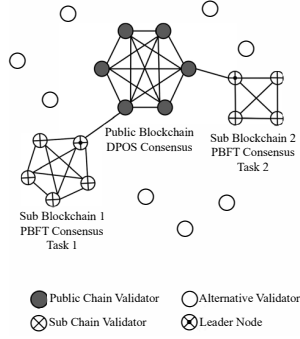 Public Blockchain
DPOS Consensus
Sub Blockchain 2
PBFT Consensus
Task 2
Sub Blockchain 1
PBFT Consensus
Task 1
Public Chain Validator
Alternative Validator
Sub Chain Validator
Leader Node